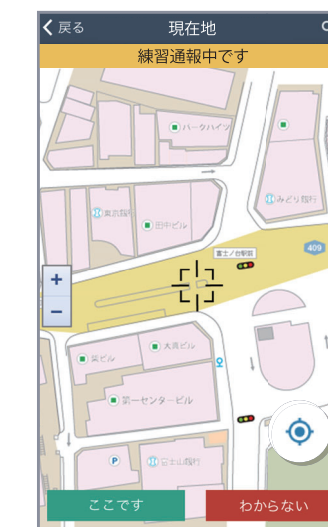 戻る
現在地
練習通報中です
パークハイツ
東京銀行
みどり銀行
田中ビル
富士ノ台駅前
409
+
−
大真ビル
栄ビル
第一センタービル
P
富士山銀行
ここです
わからない